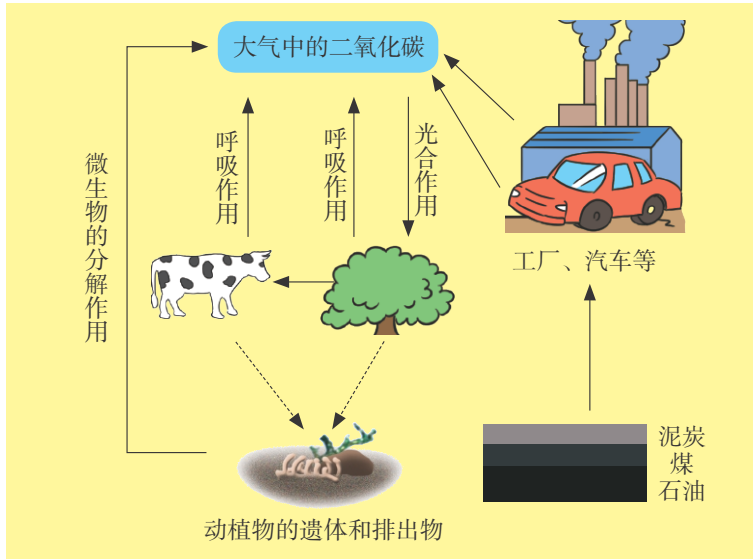 大气中的二氧化碳
呼吸作用
呼吸作用
光合作用
微生物的分解作用
工厂、汽车等
泥炭
煤
石油
动植物的遗体和排出物